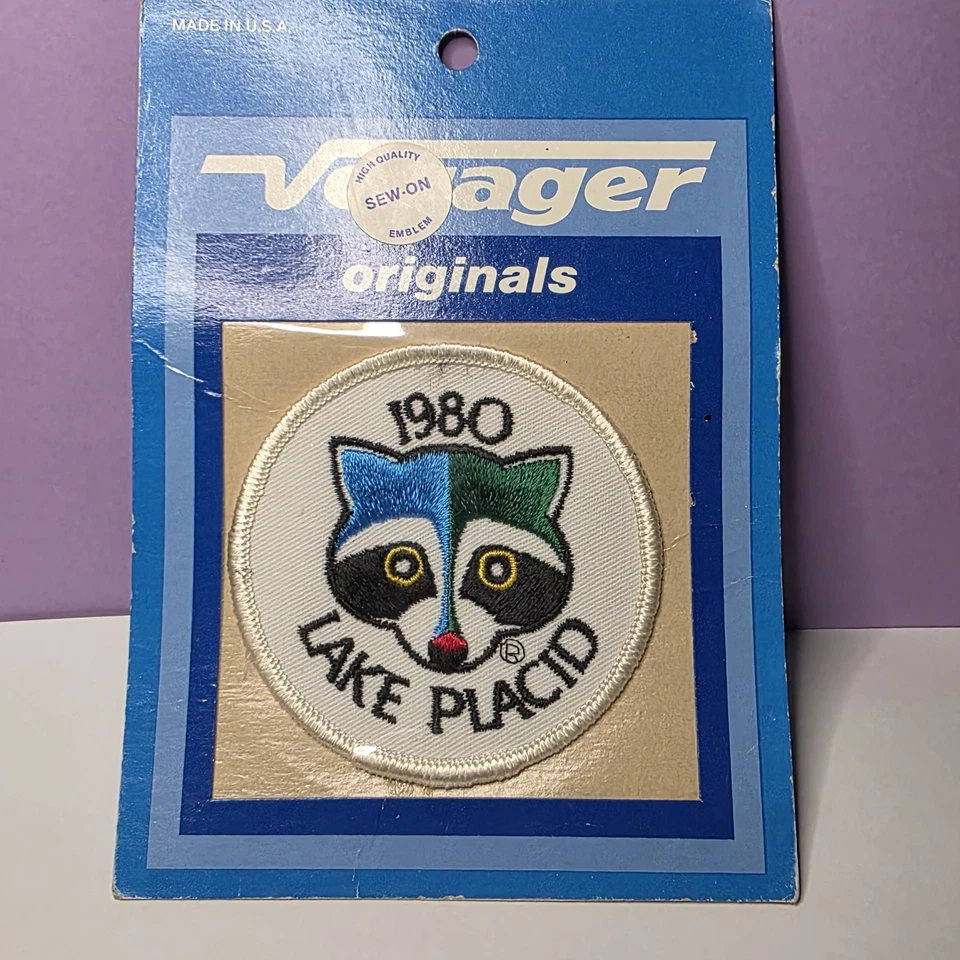 MADE IN U.S.A.
Voyager
HIGH QUALITY
SEW-ON
EMBLEM
originals
1980
®
LAKE PLACID